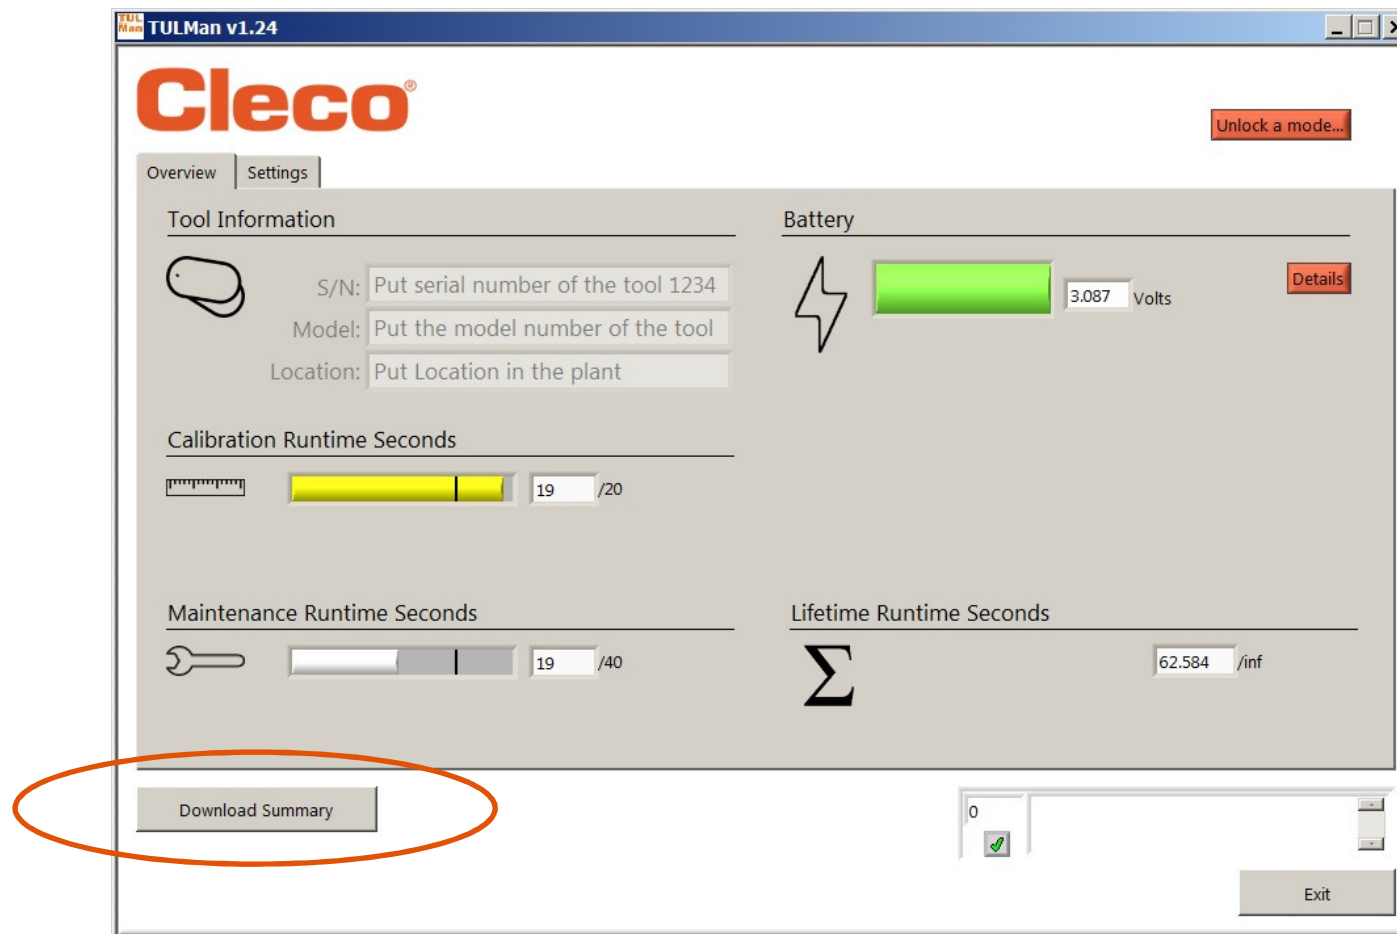 TUL
Man TULMan v1.24
Cleco®
Unlock a mode...
Overview Settings
Tool Information
S/N: Put serial number of the tool 1234
Model: Put the model number of the tool
Location: Put Location in the plant
Battery
3.087 Volts
Details
Calibration Runtime Seconds
19 /20
Maintenance Runtime Seconds
19 /40
Lifetime Runtime Seconds
Σ
62.584 /inf
Download Summary
0
Exit